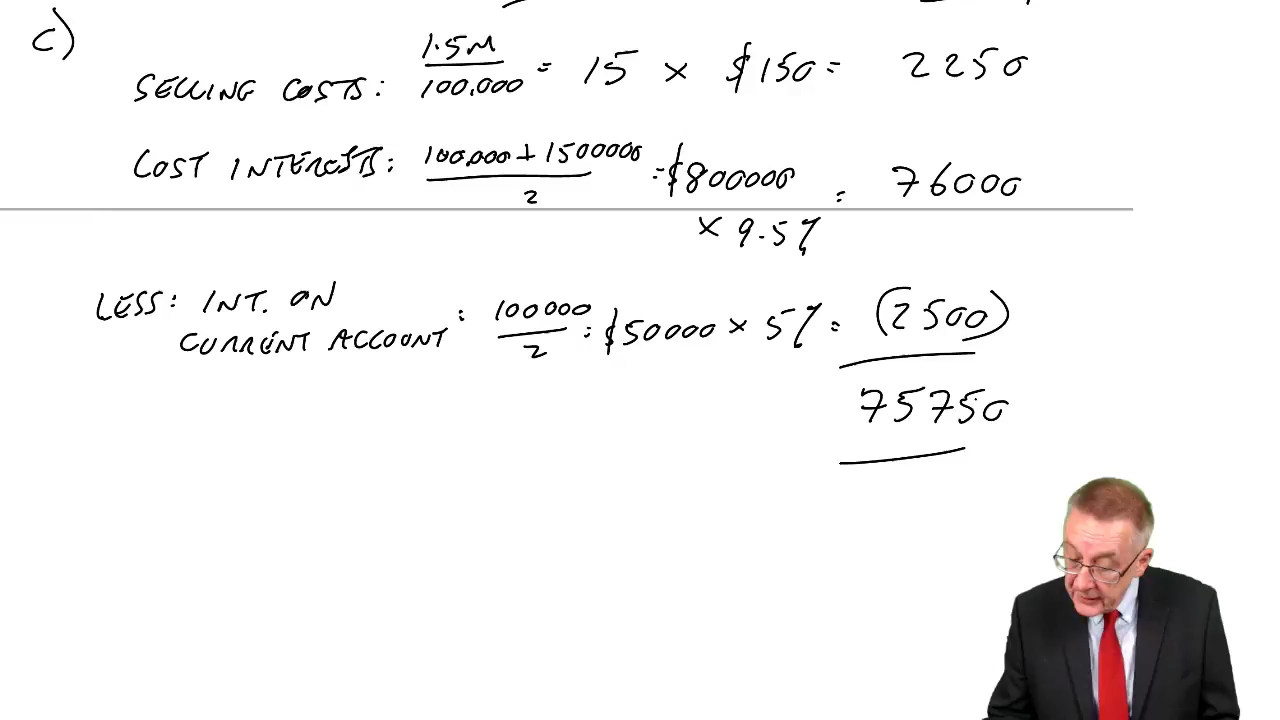 c)
SELLING COSTS: 1.5M / 100,000 = 15 × $150 = 2250
COST INTERESTS: 100,000 + 1500000 / 2 = $800000 × 9.5% = 76000
LESS: INT. ON
CURRENT ACCOUNT : 100000 / 2 = $50000 × 5% = (2500)
75750